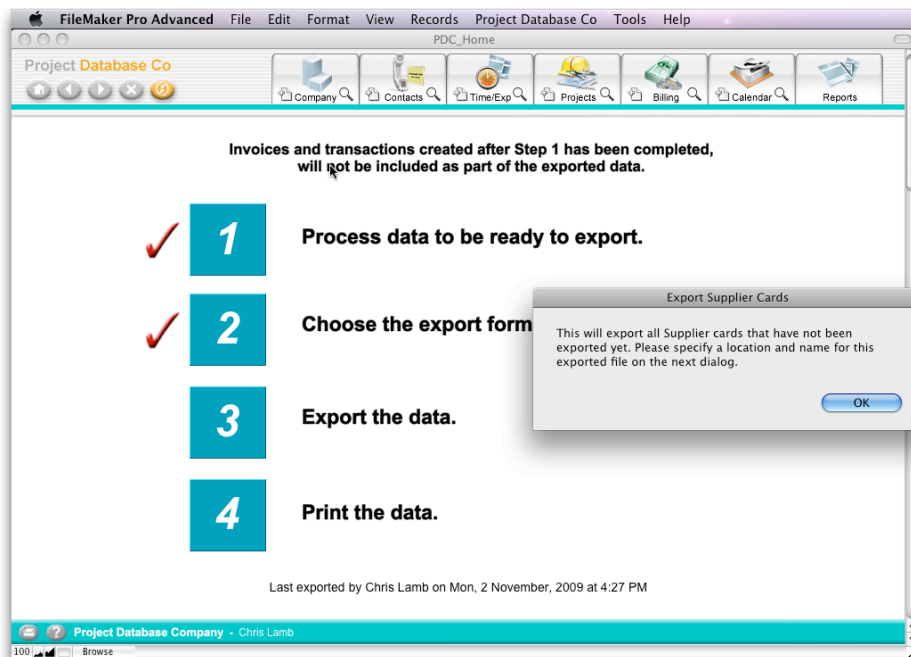 FileMaker Pro Advanced File Edit Format View Records Project Database Co Tools Help
PDC_Home
Project Database Co
Company Contacts Time/Exp Projects Billing Calendar Reports
Invoices and transactions created after Step 1 has been completed,
will not be included as part of the exported data.
1 Process data to be ready to export.
2 Choose the export form
Export Supplier Cards
This will export all Supplier cards that have not been
exported yet. Please specify a location and name for this
exported file on the next dialog.
OK
3 Export the data.
4 Print the data.
Last exported by Chris Lamb on Mon, 2 November, 2009 at 4:27 PM
Project Database Company - Chris Lamb
100 Browse